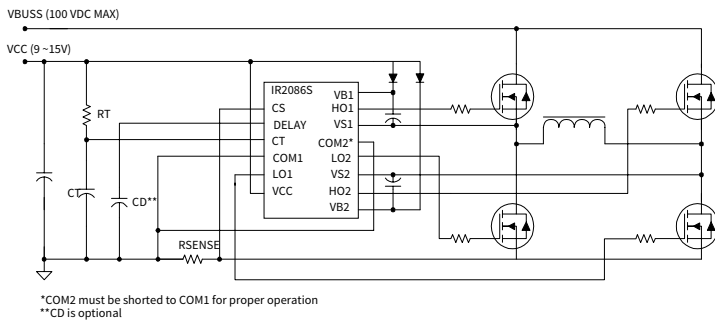 VBUSS (100 VDC MAX)
VCC (9 ~15V)
IR2086S
CS
DELAY
CT
COM1
LO1
VCC
VB1
HO1
VS1
COM2*
LO2
VS2
HO2
VB2
RT
CT
CD**
RSENSE
*COM2 must be shorted to COM1 for proper operation
**CD is optional